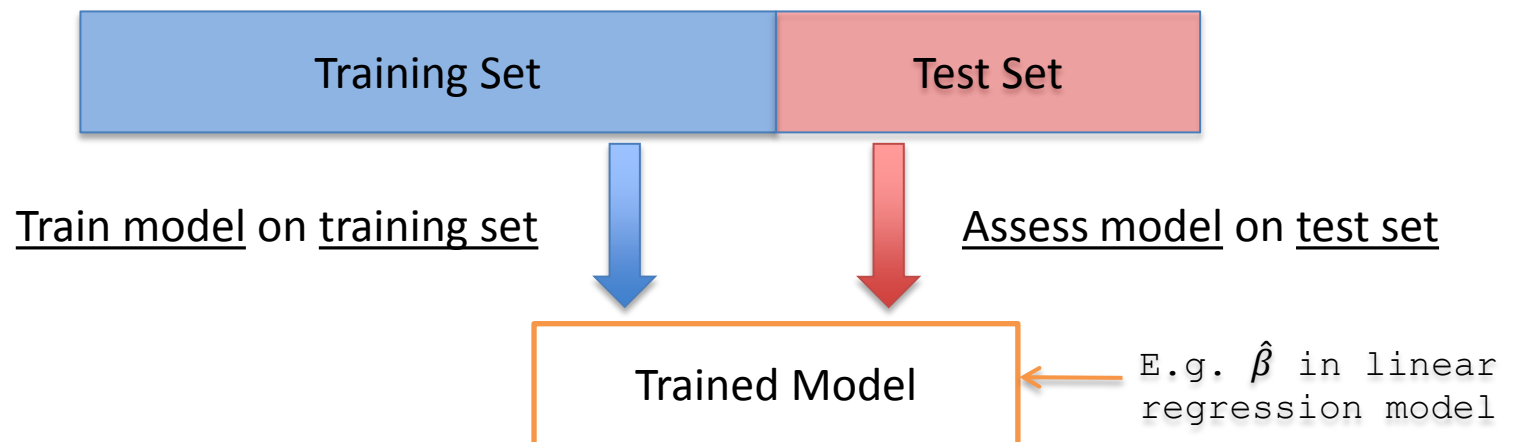 Training Set
Test Set
Train model on training set
Assess model on test set
Trained Model
E.g. β̂ in linear
regression model